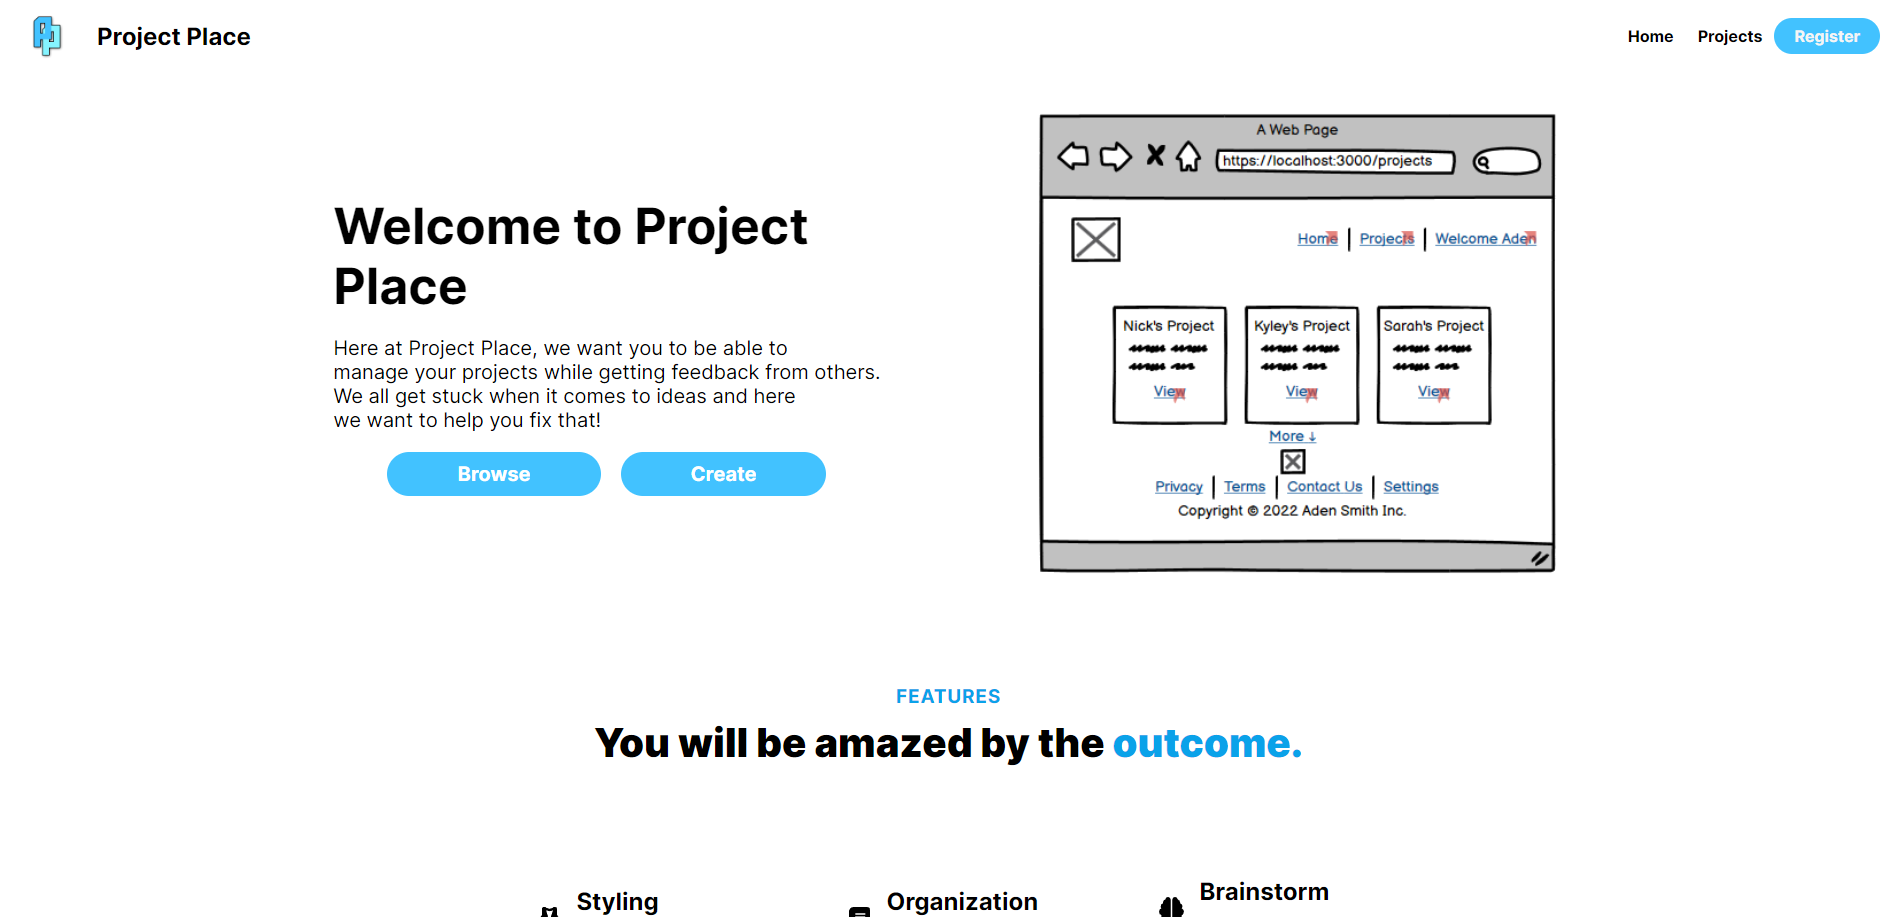 Project Place
Home Projects Register
Welcome to Project
Place
Here at Project Place, we want you to be able to
manage your projects while getting feedback from others.
We all get stuck when it comes to ideas and here
we want to help you fix that!
Browse Create
A Web Page
https://localhost:3000/projects
Home Projects Welcome Aden
Nick's Project Kyley's Project Sarah's Project
View View View
More ↓
Privacy Terms Contact Us Settings
Copyright © 2022 Aden Smith Inc.
FEATURES
You will be amazed by the outcome.
Styling Organization Brainstorm